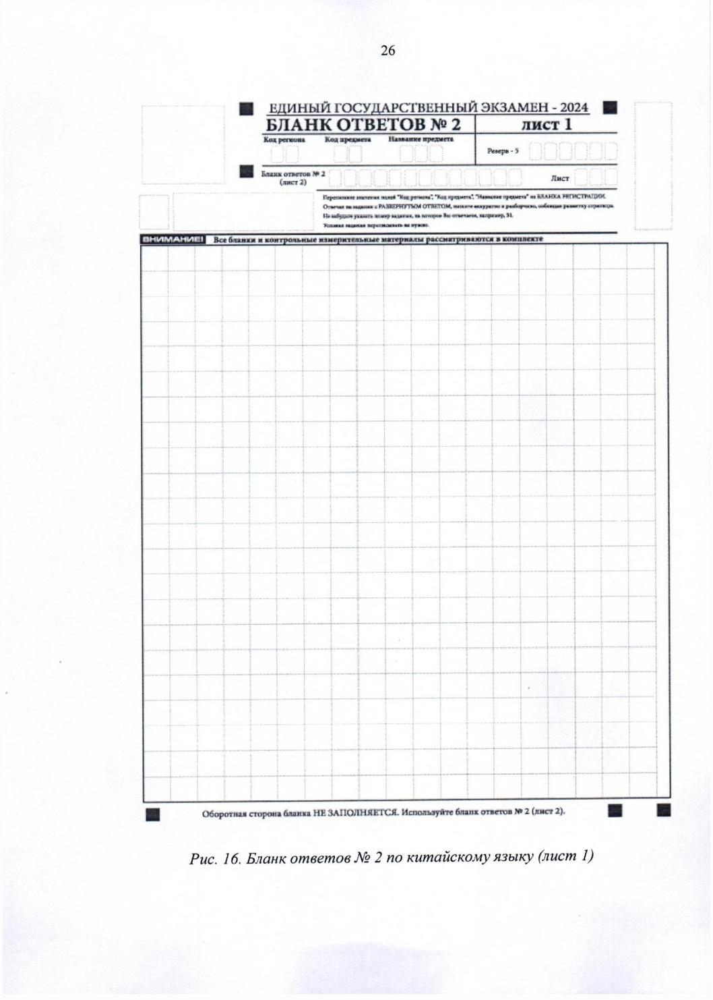 26
ЕДИНЫЙ ГОСУДАРСТВЕННЫЙ ЭКЗАМЕН - 2024
БЛАНК ОТВЕТОВ № 2 лист 1
Код региона Код предмета Название предмета
Резерв - 5
Бланк ответов № 2
(лист 2)
Лист
Перепишите значения полей "Код региона", "Код предмета", "Название предмета" из БЛАНКА РЕГИСТРАЦИИ.
Отвечая на задания с РАЗВЕРНУТЫМ ОТВЕТОМ, пишите аккуратно и разборчиво, соблюдая разметку страницы.
Не забудьте указать номер задания, на которое Вы отвечаете, например, 31.
Условия задания переписывать не нужно.
ВНИМАНИЕ! Все бланки и контрольные измерительные материалы рассматриваются в комплекте
Оборотная сторона бланка НЕ ЗАПОЛНЯЕТСЯ. Используйте бланк ответов № 2 (лист 2).
Рис. 16. Бланк ответов № 2 по китайскому языку (лист 1)